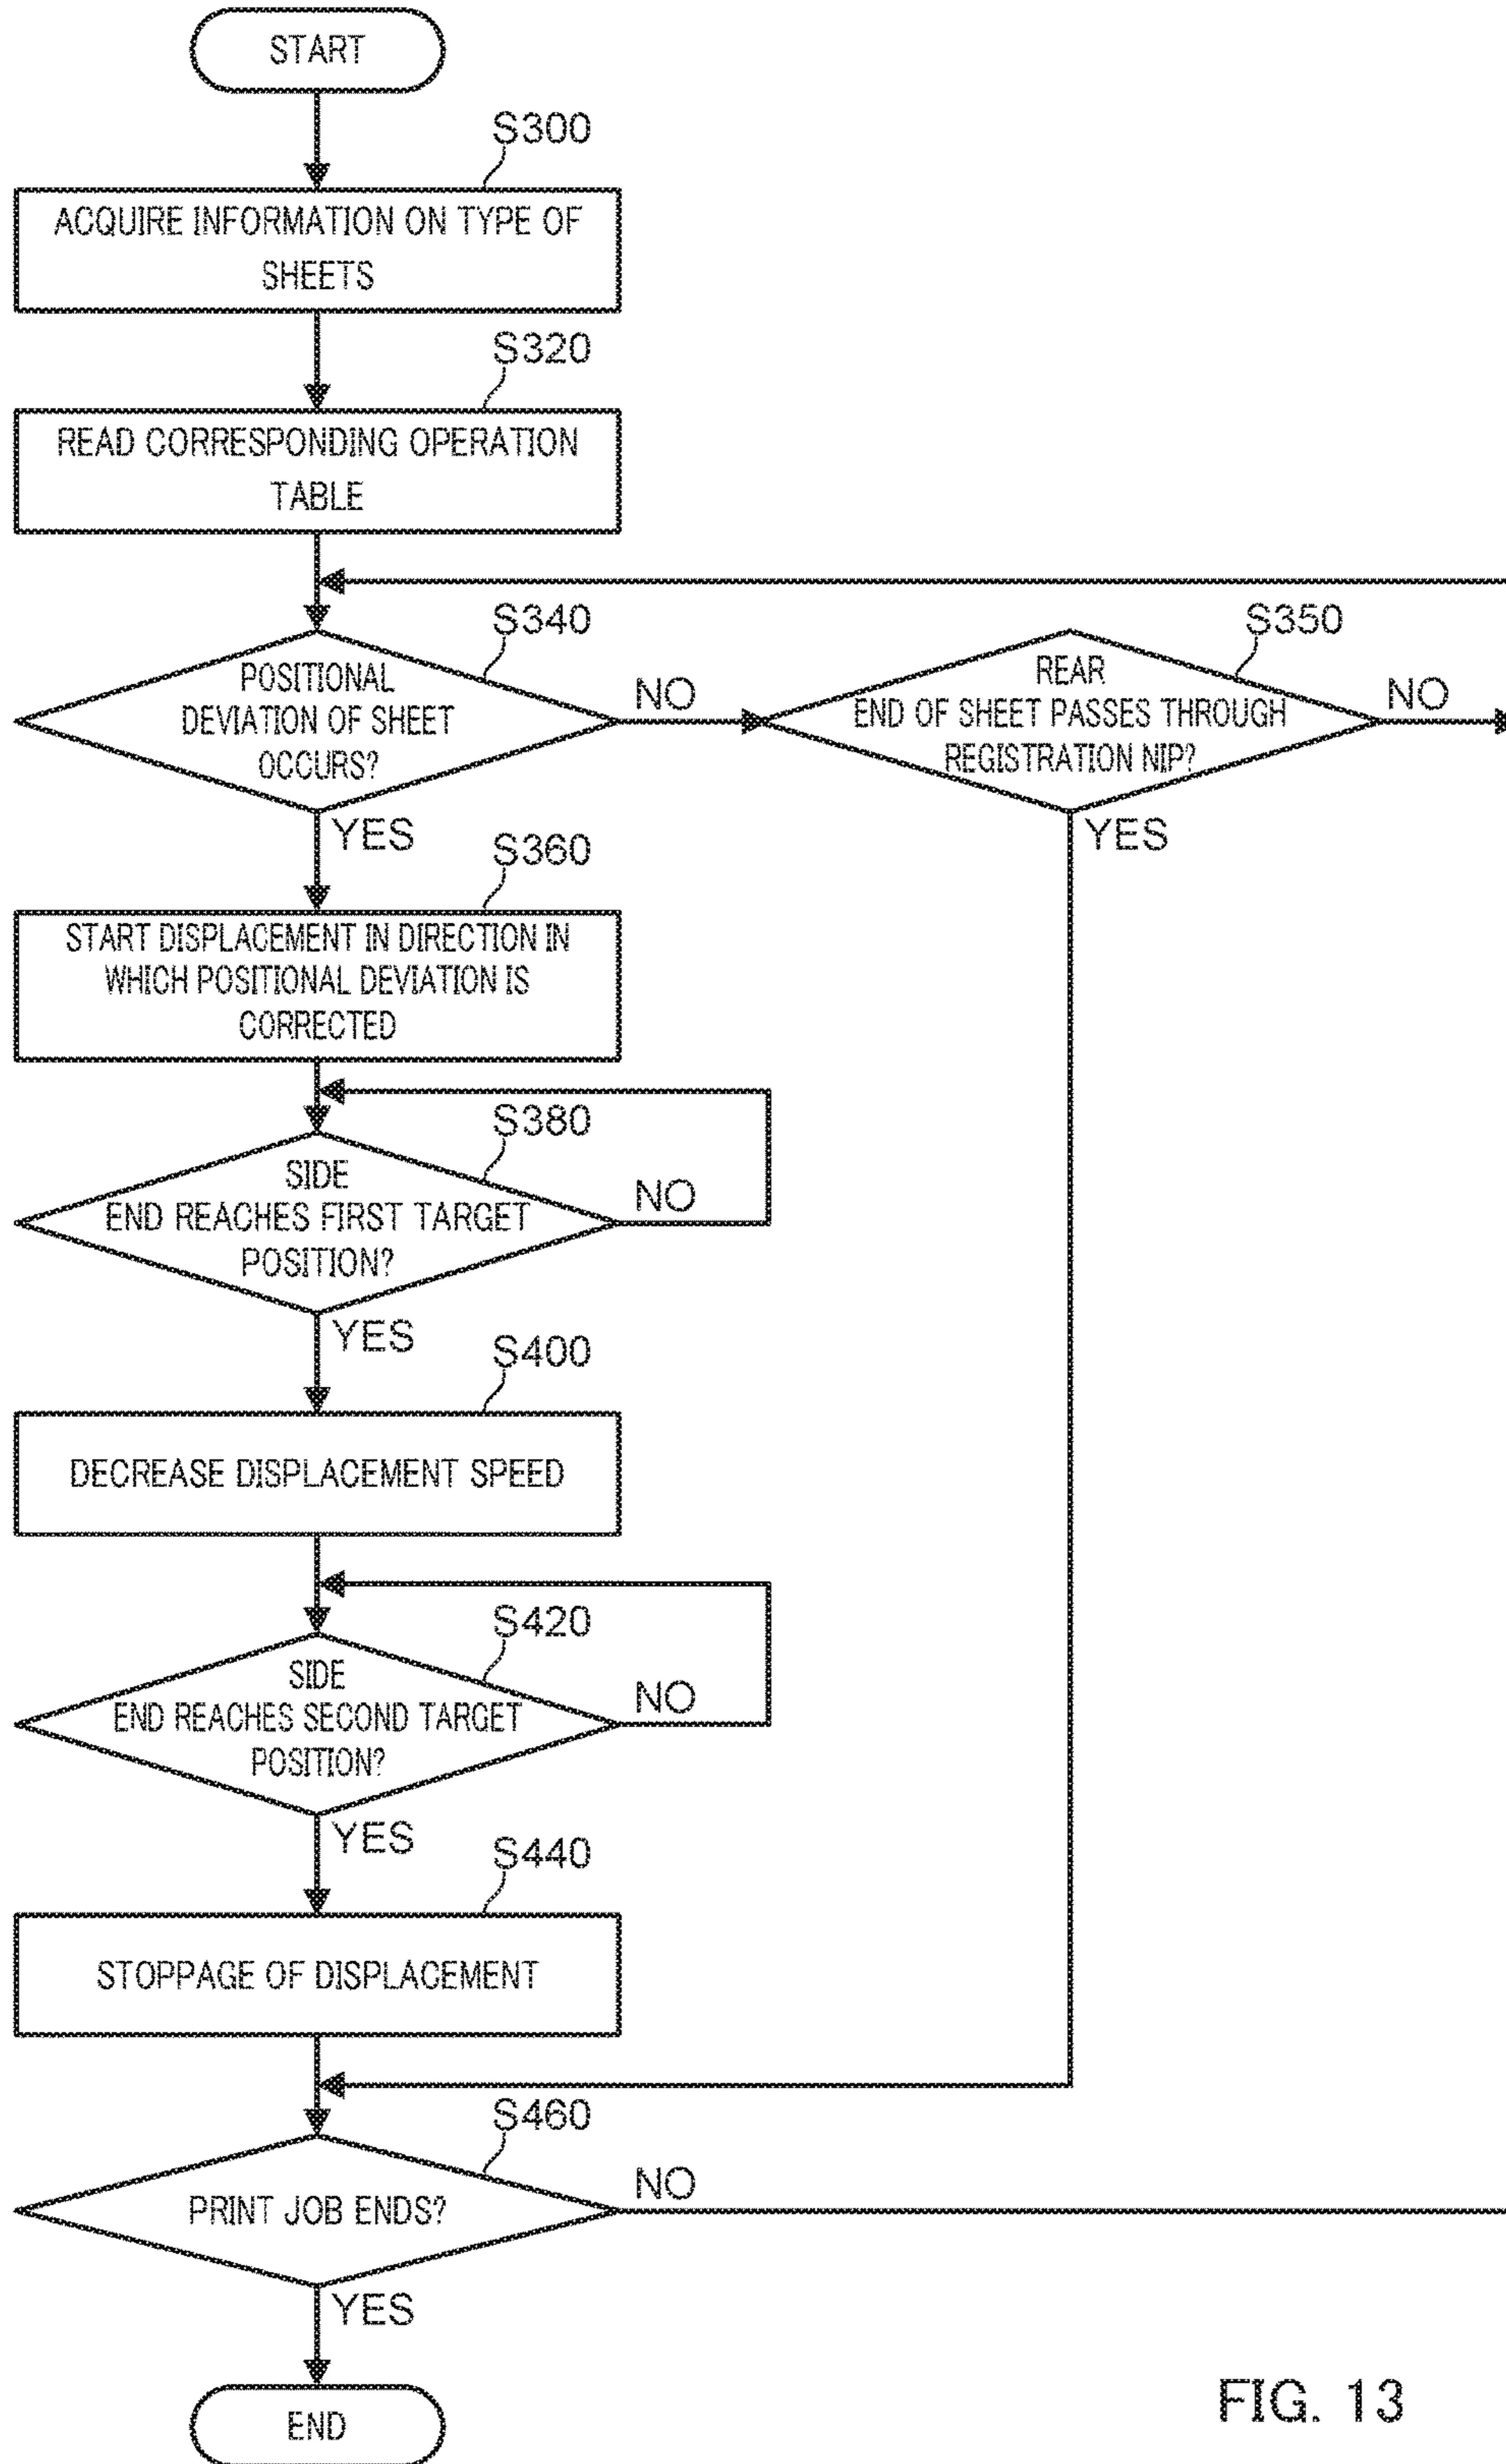 START
S300
ACQUIRE INFORMATION ON TYPE OF
SHEETS
S320
READ CORRESPONDING OPERATION
TABLE
S340
POSITIONAL
DEVIATION OF SHEET
OCCURS?
NO
YES
S350
REAR
END OF SHEET PASSES THROUGH
REGISTRATION NIP?
NO
YES
S360
START DISPLACEMENT IN DIRECTION IN
WHICH POSITIONAL DEVIATION IS
CORRECTED
S380
SIDE
END REACHES FIRST TARGET
POSITION?
NO
YES
S400
DECREASE DISPLACEMENT SPEED
S420
SIDE
END REACHES SECOND TARGET
POSITION?
NO
YES
S440
STOPPAGE OF DISPLACEMENT
S460
PRINT JOB ENDS?
NO
YES
END
FIG. 13